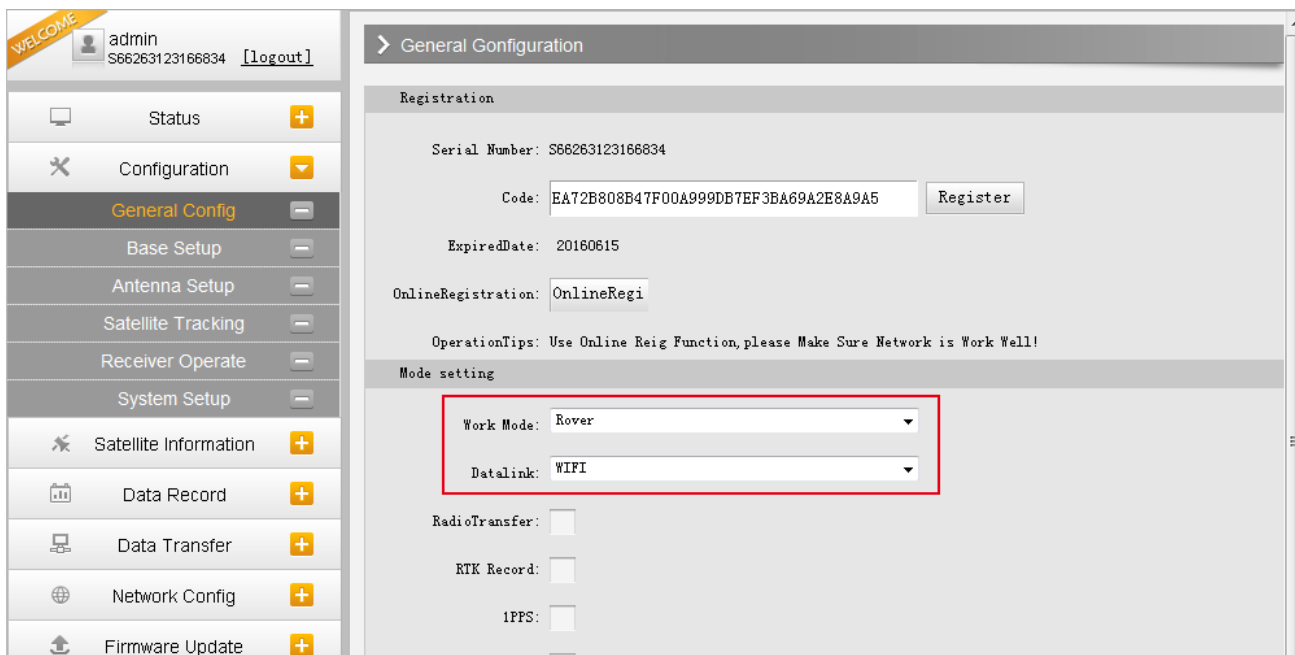 WELCOME
admin
S66263123166834 [logout]
Status
Configuration
General Config
Base Setup
Antenna Setup
Satellite Tracking
Receiver Operate
System Setup
Satellite Information
Data Record
Data Transfer
Network Config
Firmware Update
General Gonfiguration
Registration
Serial Number: S66263123166834
Code: EA72B808B47F00A999DB7EF3BA69A2E8A9A5 Register
ExpiredDate: 20160615
OnlineRegistration: OnlineRegi
OperationTips: Use Online Reig Function,please Make Sure Network is Work Well!
Mode setting
Work Mode: Rover
Datalink: WIFI
RadioTransfer:
RTK Record:
1PPS: